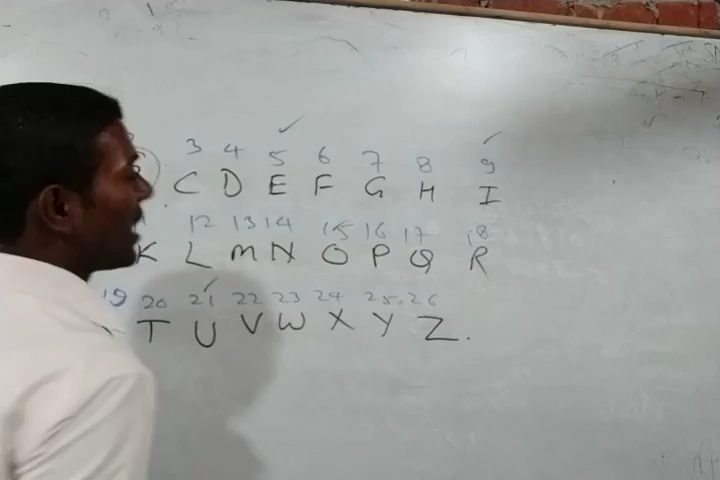 3 4 5 6 7 8 9
C D E F G H I
12 13 14 15 16 17 18
K L M N O P Q R
19 20 21 22 23 24 25 26
T U V W X Y Z.